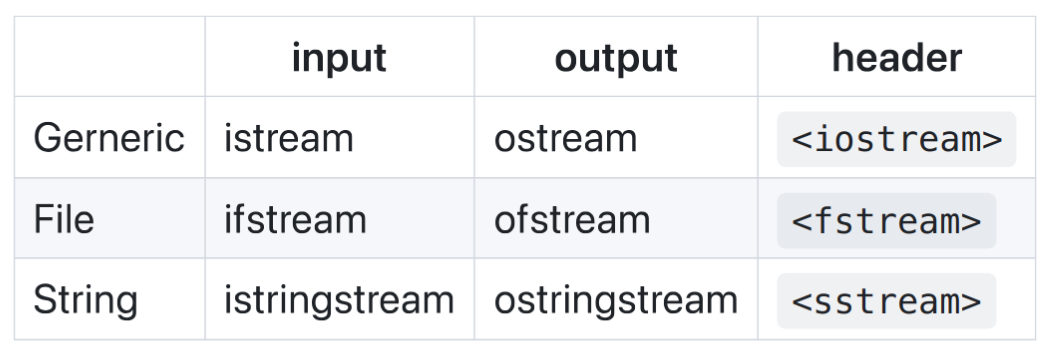 input output header
Gerneric istream ostream <iostream>
File ifstream ofstream <fstream>
String istringstream ostringstream <sstream>